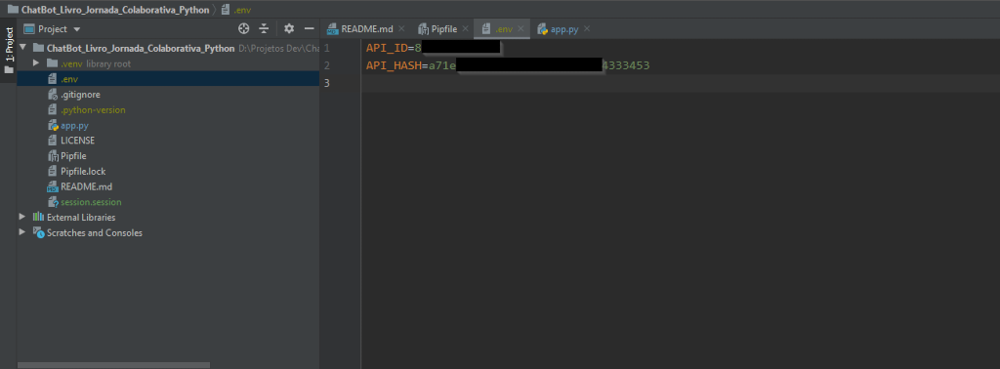 ChatBot_Livro_Jornada_Colaborativa_Python .env
1: Project
Project
README.md Pipfile .env app.py
ChatBot_Livro_Jornada_Colaborativa_Python D:\Projetos Dev\Cha
.venv library root
.env
.gitignore
.python-version
app.py
LICENSE
Pipfile
Pipfile.lock
README.md
session.session
External Libraries
Scratches and Consoles
1 API_ID=8
2 API_HASH=a71e 4333453
3